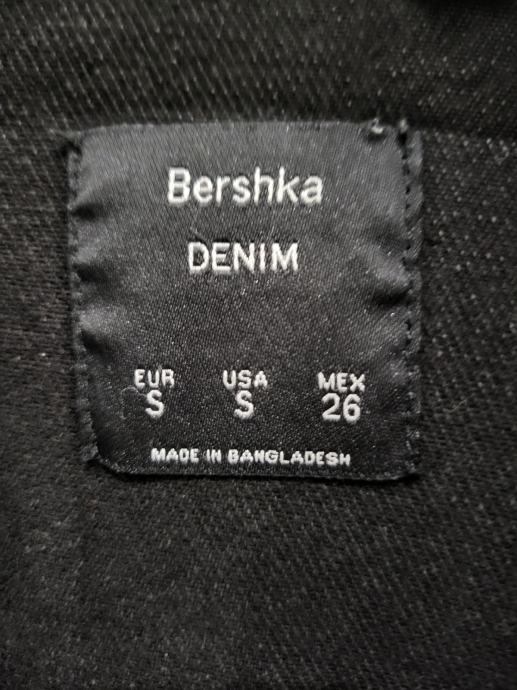 Bershka
DENIM
EUR USA MEX
S S 26
MADE IN BANGLADESH